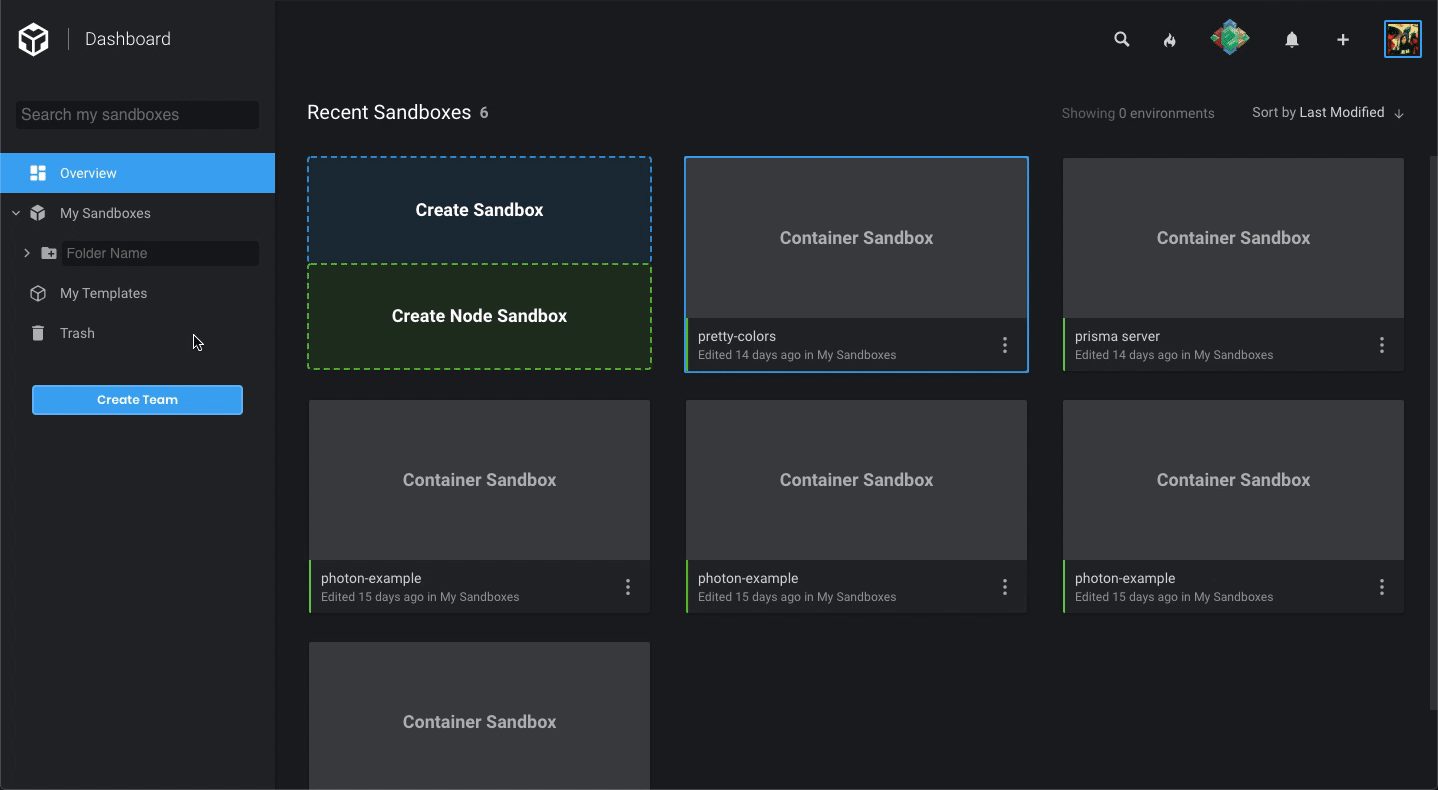 Dashboard
Search my sandboxes
Overview
My Sandboxes
Folder Name
My Templates
Trash
Create Team
Recent Sandboxes 6
Showing 0 environments
Sort by Last Modified
Create Sandbox
Create Node Sandbox
Container Sandbox
pretty-colors
Edited 14 days ago in My Sandboxes
Container Sandbox
prisma server
Edited 14 days ago in My Sandboxes
Container Sandbox
photon-example
Edited 15 days ago in My Sandboxes
Container Sandbox
photon-example
Edited 15 days ago in My Sandboxes
Container Sandbox
photon-example
Edited 15 days ago in My Sandboxes
Container Sandbox